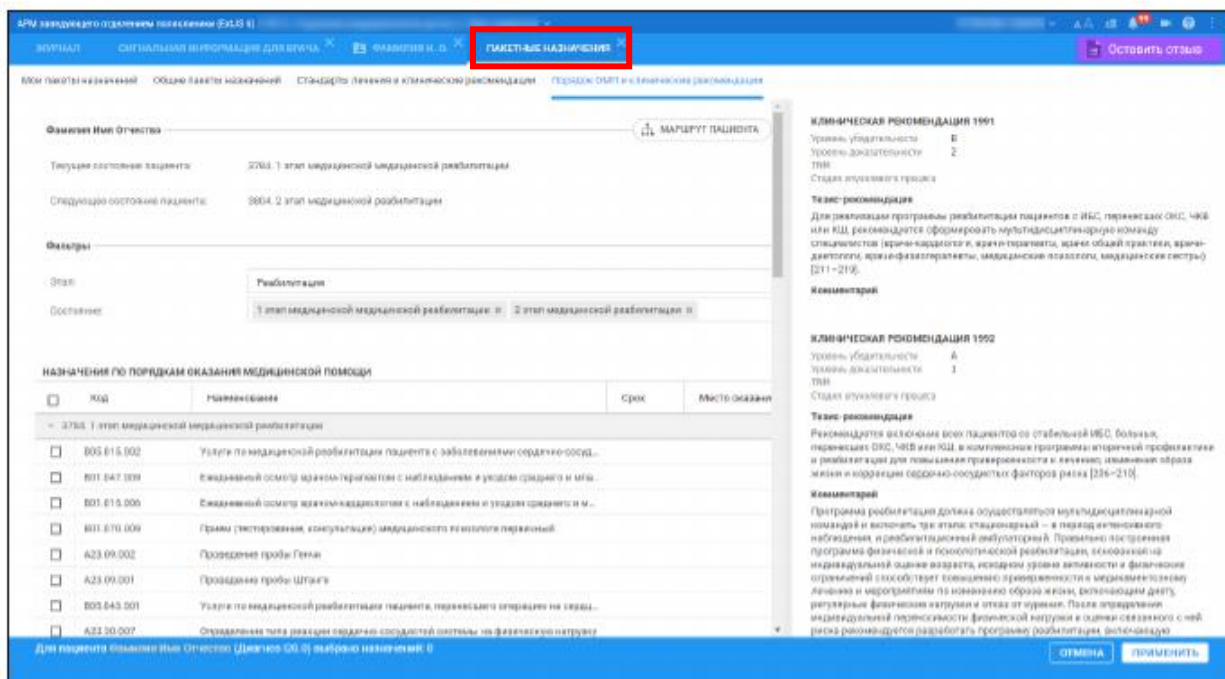 АРМ заведующего отделением поликлиники (ExtJS 6)
ЖУРНАЛ СИГНАЛЬНАЯ ИНФОРМАЦИЯ ДЛЯ ВРАЧА ФАМИЛИЯ И. О. ПАКЕТНЫЕ НАЗНАЧЕНИЯ Оставить отзыв
Мои пакеты назначений Общие пакеты назначений Стандарты лечения и клинические рекомендации Порядок ОМП и клинические рекомендации
Фамилия Имя Отчество МАРШРУТ ПАЦИЕНТА
Текущее состояние пациента: 3784. 1 этап медицинской медицинской реабилитации
Следующее состояние пациента: 3804. 2 этап медицинской реабилитации
Фильтры
Этап: Реабилитация
Состояние: 1 этап медицинской медицинской реабилитации 2 этап медицинской реабилитации
НАЗНАЧЕНИЯ ПО ПОРЯДКАМ ОКАЗАНИЯ МЕДИЦИНСКОЙ ПОМОЩИ
Код Наименование Срок Место оказания
3784. 1 этап медицинской медицинской реабилитации
B05.015.002 Услуги по медицинской реабилитации пациента с заболеваниями сердечно-сосуд...
B01.047.009 Ежедневный осмотр врачом-терапевтом с наблюдением и уходом среднего и мла...
B01.015.006 Ежедневный осмотр врачом-кардиологом с наблюдением и уходом среднего и м...
B01.070.009 Прием (тестирование, консультация) медицинского психолога первичный
A23.09.002 Проведение пробы Генчи
A23.09.001 Проведение пробы Штанге
B05.043.001 Услуги по медицинской реабилитации пациента, перенесшего операцию на сердц...
A23.30.007 Определение типа реакции сердечно-сосудистой системы на физическую нагрузку
КЛИНИЧЕСКАЯ РЕКОМЕНДАЦИЯ 1991
Уровень убедительности B
Уровень доказательности 2
TNM
Стадия опухолевого процесса
Тезис-рекомендация
Для реализации программы реабилитации пациентов с ИБС, перенесших ОКС, ЧКВ
или КШ, рекомендуется сформировать мультидисциплинарную команду
специалистов (врачи-кардиологи, врачи-терапевты, врачи общей практики, врачи-
диетологи, врачи-физиотерапевты, медицинские психологи, медицинские сестры)
[211–219].
Комментарий
КЛИНИЧЕСКАЯ РЕКОМЕНДАЦИЯ 1992
Уровень убедительности A
Уровень доказательности 1
TNM
Стадия опухолевого процесса
Тезис-рекомендация
Рекомендуется включение всех пациентов со стабильной ИБС, больных,
перенесших ОКС, ЧКВ или КШ, в комплексные программы вторичной профилактики
и реабилитации для повышения приверженности к лечению, изменения образа
жизни и коррекции сердечно-сосудистых факторов риска
Комментарий
Программа реабилитации должна осуществляться мультидисциплинарной
командой и включать три этапа: стационарный – в период интенсивного
наблюдения, и реабилитационный амбулаторный. Правильно построенная
программа физической и психологической реабилитации, основанная на
индивидуальной оценке возраста, исходном уровне активности и физических
ограничений способствует повышению приверженности к медикаментозному
лечению и мероприятиям по изменению образа жизни, включающим диету,
регулярные физические нагрузки и отказ от курения. После определения
индивидуальной переносимости физической нагрузки и оценки связанного с ней
риска рекомендуется разработать программу реабилитации, включающую
Для пациента Фамилия Имя Отчество (Диагноз I20.0) выбрано назначений: 0 ОТМЕНА ПРИМЕНИТЬ